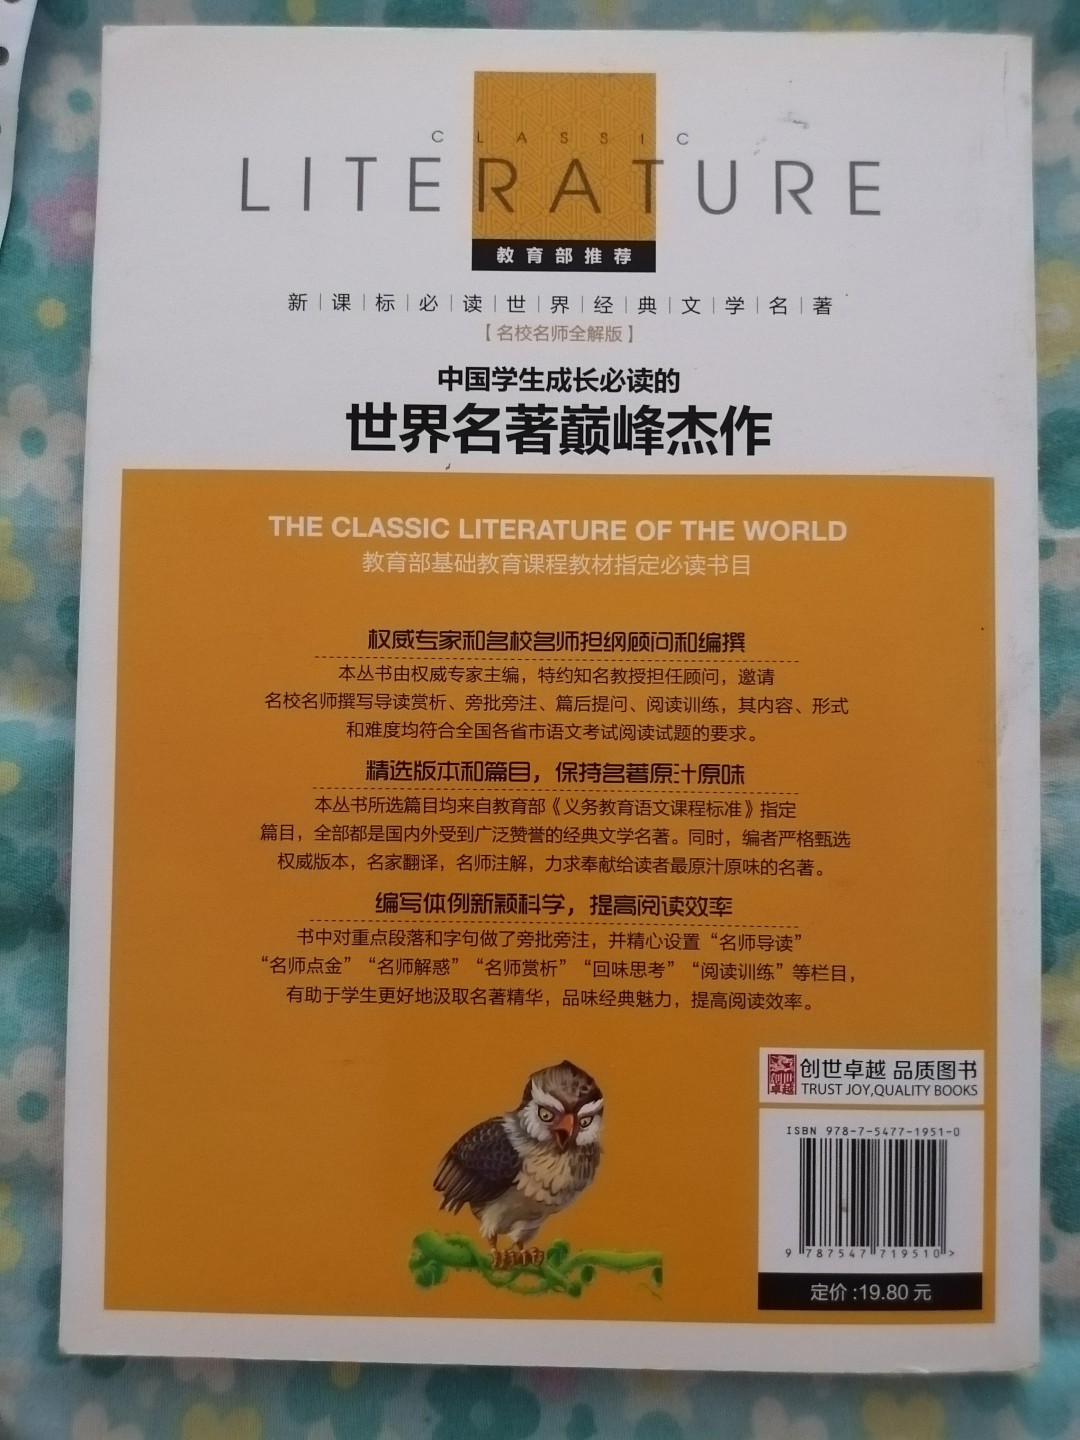 CLASSIC
LITERATURE
教育部推荐
新|课|标|必|读|世|界|经|典|文|学|名|著
【名校名师全解版】
中国学生成长必读的
世界名著巅峰杰作
THE CLASSIC LITERATURE OF THE WORLD
教育部基础教育课程教材指定必读书目
权威专家和名校名师担纲顾问和编撰
本丛书由权威专家主编，特约知名教授担任顾问，邀请
名校名师撰写导读赏析、旁批旁注、篇后提问、阅读训练，其内容、形式
和难度均符合全国各省市语文考试阅读试题的要求。
精选版本和篇目，保持名著原汁原味
本丛书所选篇目均来自教育部《义务教育语文课程标准》指定
篇目，全部都是国内外受到广泛赞誉的经典文学名著。同时，编者严格甄选
权威版本，名家翻译，名师注解，力求奉献给读者最原汁原味的名著。
编写体例新颖科学，提高阅读效率
书中对重点段落和字句做了旁批旁注，并精心设置“名师导读”
“名师点金”“名师解惑”“名师赏析”“回味思考”“阅读训练”等栏目，
有助于学生更好地汲取名著精华，品味经典魅力，提高阅读效率。
创世卓越
创世卓越 品质图书
TRUST JOY,QUALITY BOOKS
ISBN 978-7-5477-1951-0
9 787547 719510 >
定价:19.80元